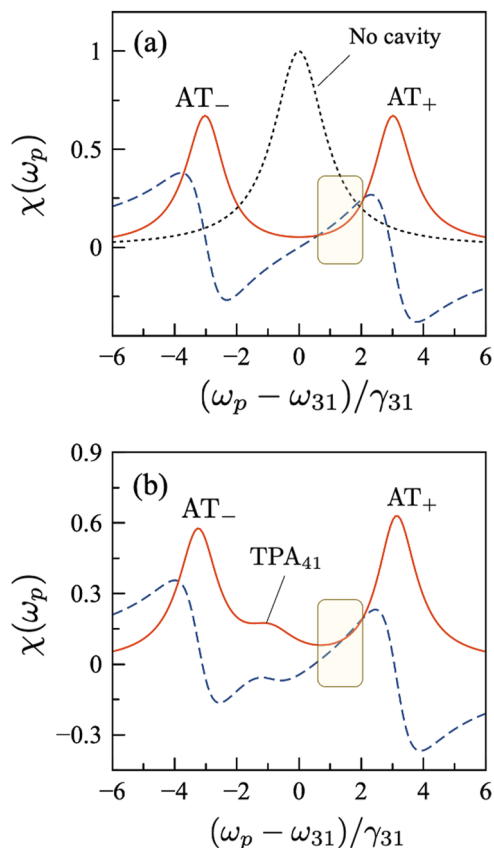 (a)
No cavity
AT₋
AT₊
χ(ωₚ)
1
0.5
0
−6 −4 −2 0 2 4 6
(ωₚ − ω₃₁)/γ₃₁
0.9
(b)
AT₋
AT₊
TPA₄₁
χ(ωₚ)
0.6
0.3
0
−0.3
−6 −4 −2 0 2 4 6
(ωₚ − ω₃₁)/γ₃₁